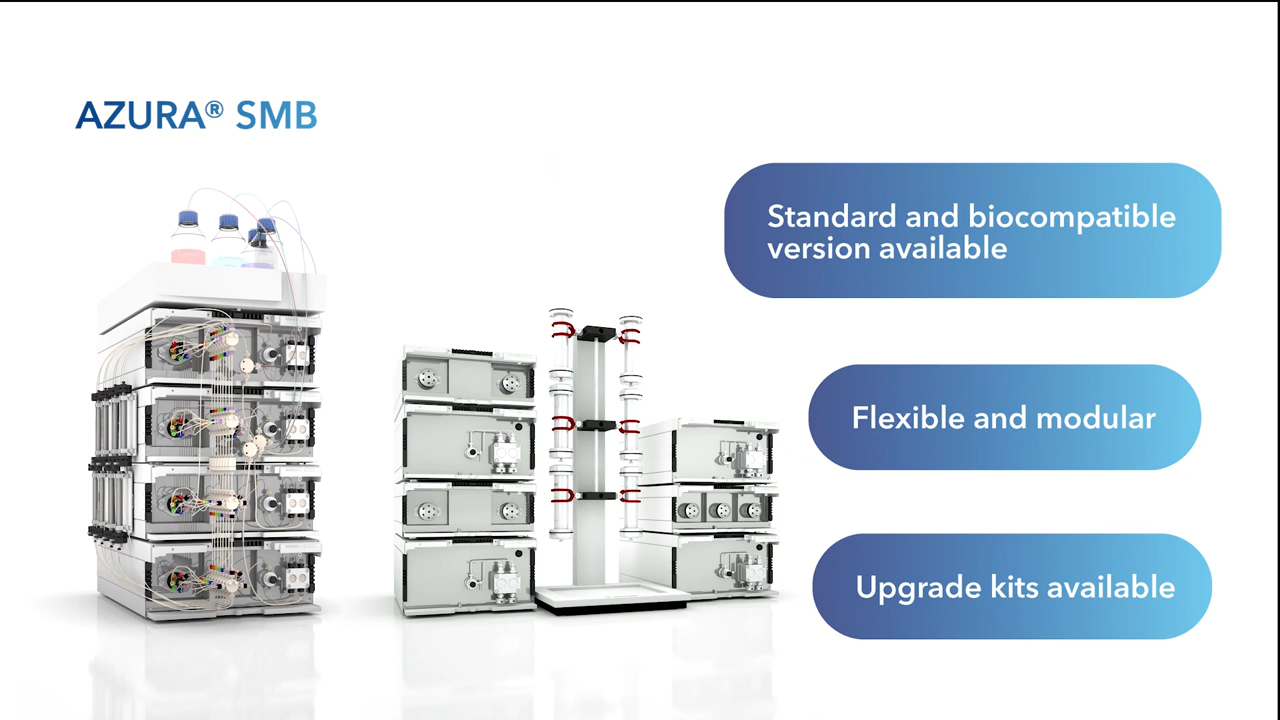 AZURA® SMB
Standard and biocompatible
version available
Flexible and modular
Upgrade kits available